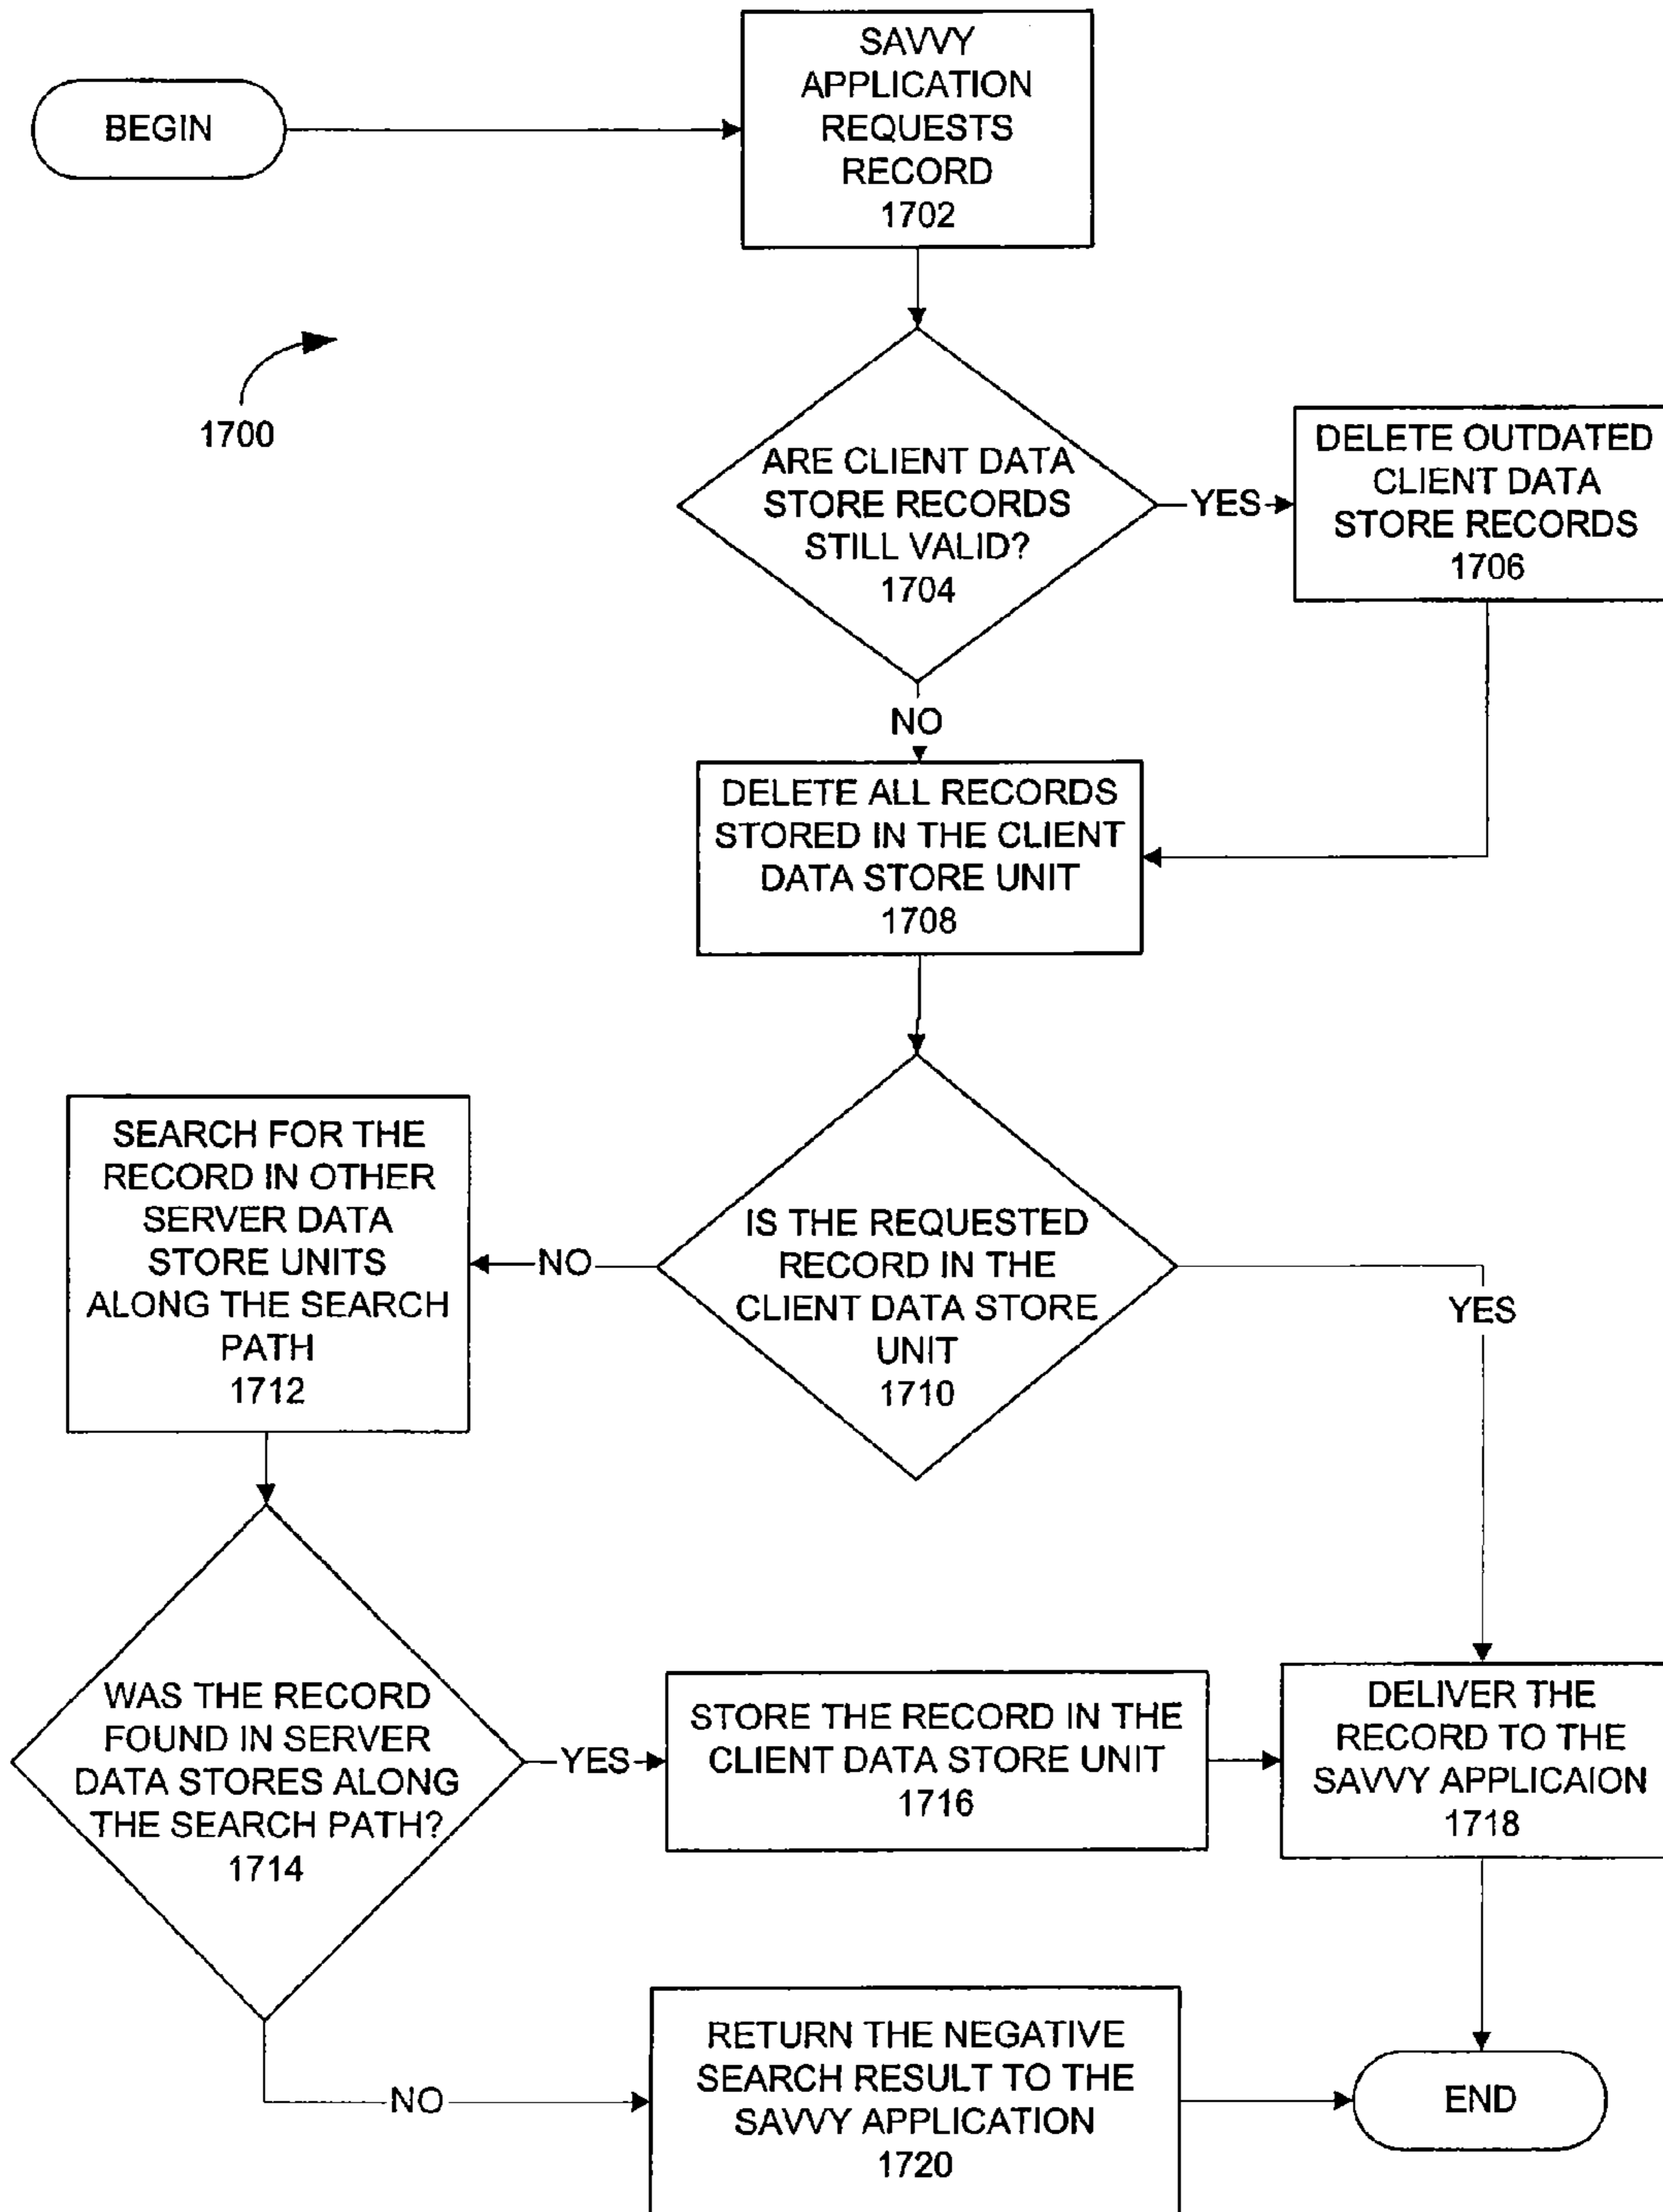 BEGIN
SAVVY
APPLICATION
REQUESTS
RECORD
1702
1700
ARE CLIENT DATA
STORE RECORDS
STILL VALID?
1704
YES
DELETE OUTDATED
CLIENT DATA
STORE RECORDS
1706
NO
DELETE ALL RECORDS
STORED IN THE CLIENT
DATA STORE UNIT
1708
IS THE REQUESTED
RECORD IN THE
CLIENT DATA STORE
UNIT
1710
NO
YES
SEARCH FOR THE
RECORD IN OTHER
SERVER DATA
STORE UNITS
ALONG THE SEARCH
PATH
1712
WAS THE RECORD
FOUND IN SERVER
DATA STORES ALONG
THE SEARCH PATH?
1714
YES
STORE THE RECORD IN THE
CLIENT DATA STORE UNIT
1716
DELIVER THE
RECORD TO THE
SAVVY APPLICAION
1718
NO
RETURN THE NEGATIVE
SEARCH RESULT TO THE
SAVVY APPLICATION
1720
END